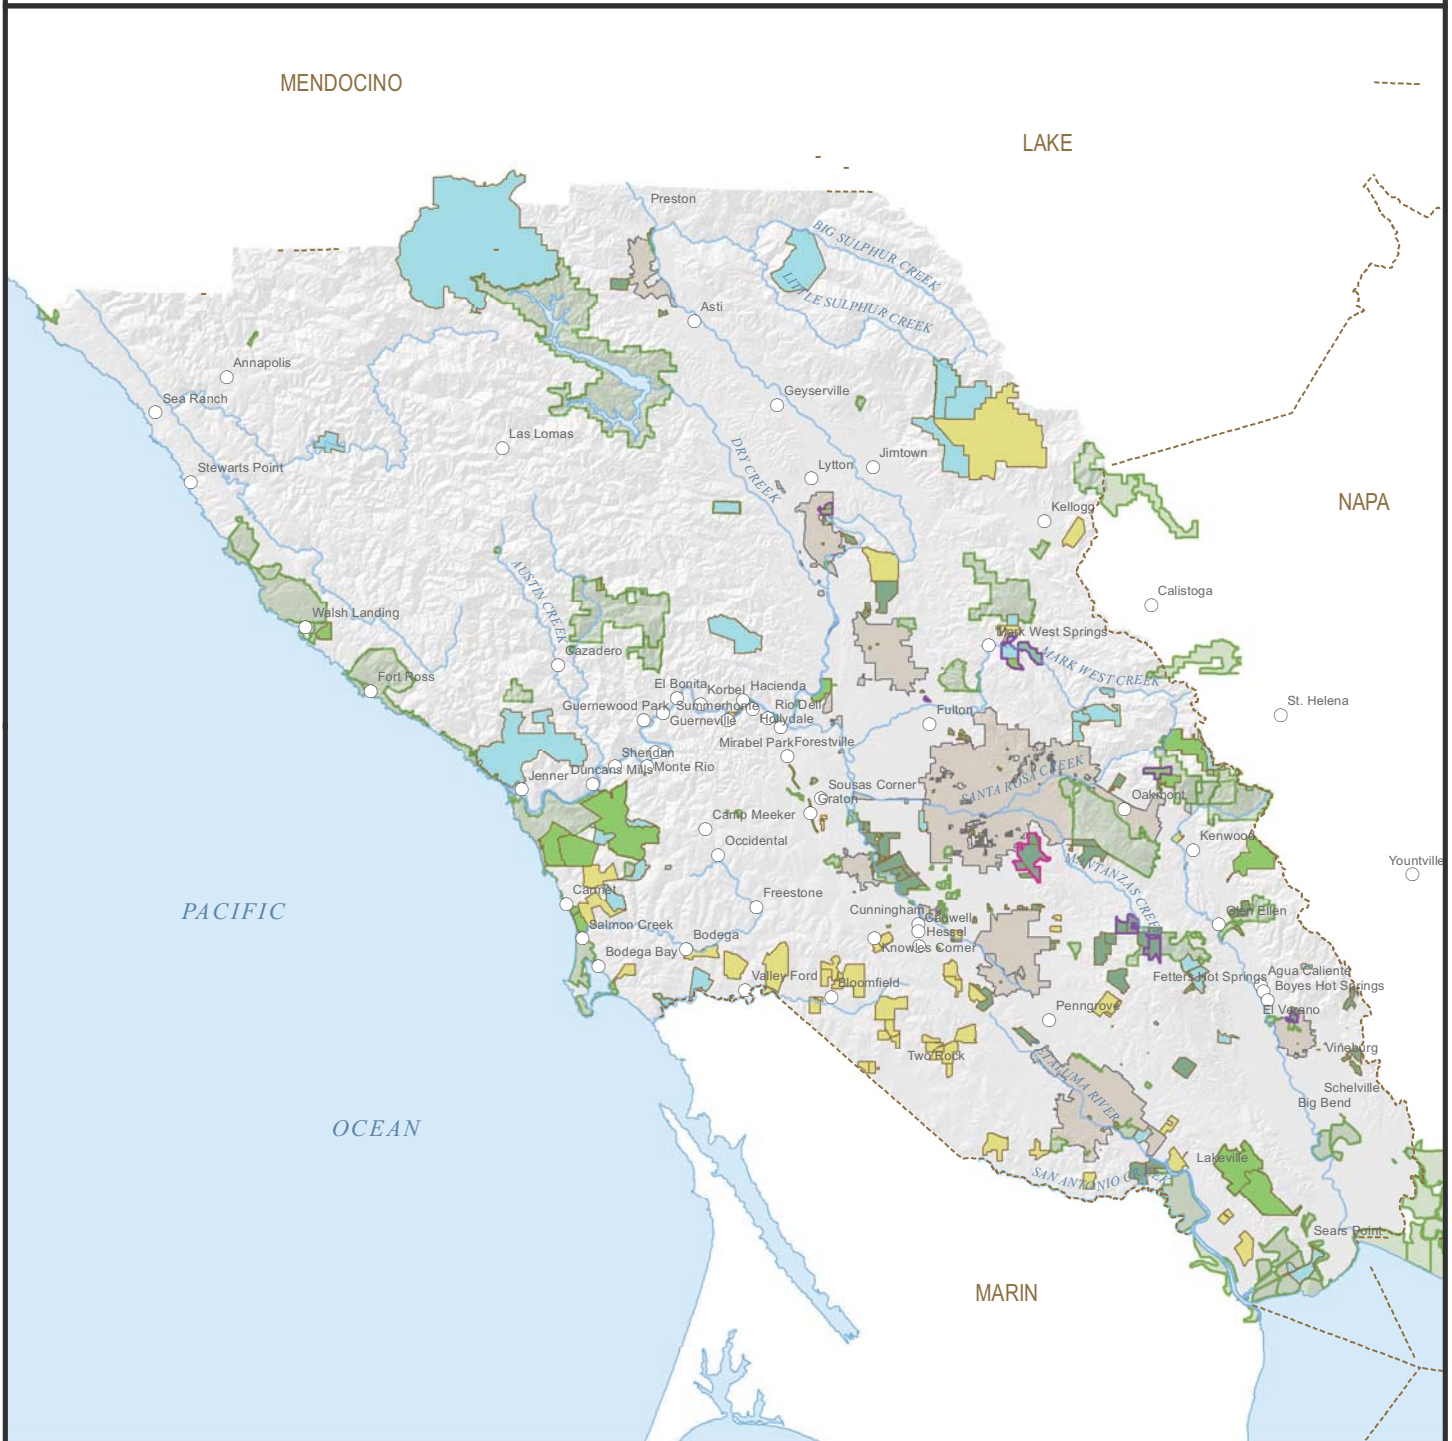 MENDOCINO
LAKE
Preston
BIG SULPHUR CREEK
LITTLE SULPHUR CREEK
Asti
Annapolis
Sea Ranch
Geyserville
Las Lomas
Stewarts Point
DRY CREEK
Jimtown
Lytton
Kellogg
NAPA
AUSTIN CREEK
Calistoga
Walsh Landing
Mark West Springs
MARK WEST CREEK
Cazadero
Fort Ross
El Bonita
Korbel
Hacienda
Guernewood Park
Summerhome
Rio Dell
Guerneville
Hollydale
St. Helena
Fulton
Mirabel Park
Forestville
Sheridan
Jenner
Duncans Mills
Monte Rio
SANTA ROSA CREEK
Sousas Corner
Graton
Oakmont
Camp Meeker
Occidental
Kenwood
Yountville
MANTANZAS CREEK
Carmet
Freestone
PACIFIC
Cunningham
Cadwell
Glen Ellen
Salmon Creek
Hessel
Bodega
Knowles Corner
Bodega Bay
Valley Ford
Bloomfield
Fetters Hot Springs
Agua Caliente
Boyes Hot Springs
El Verano
Penngrove
Two Rock
Vineburg
PETALUMA RIVER
Schelville
Big Bend
OCEAN
Lakeville
SAN ANTONIO CREEK
Sears Point
MARIN